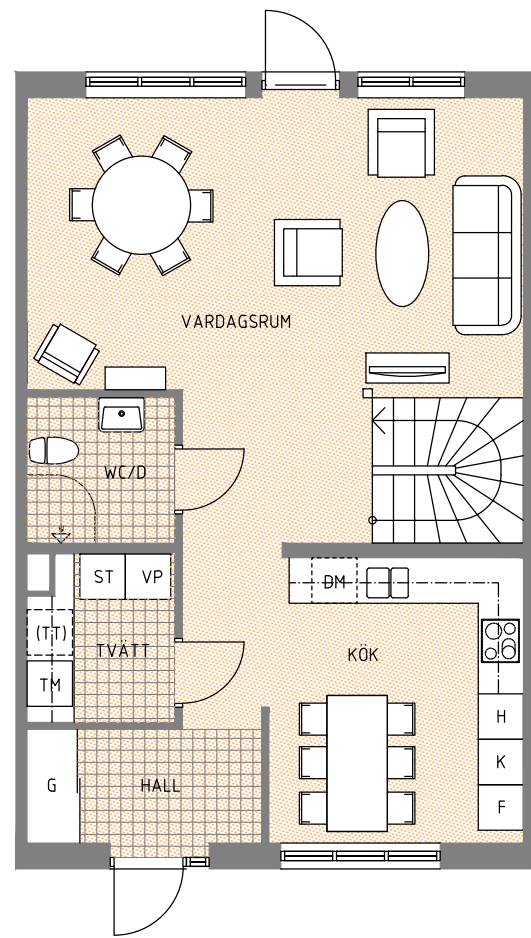 VARDAGSRUM
WC/D
ST VP
DM
(TT)
TVÄTT
KÖK
TM
H
K
G HALL
F